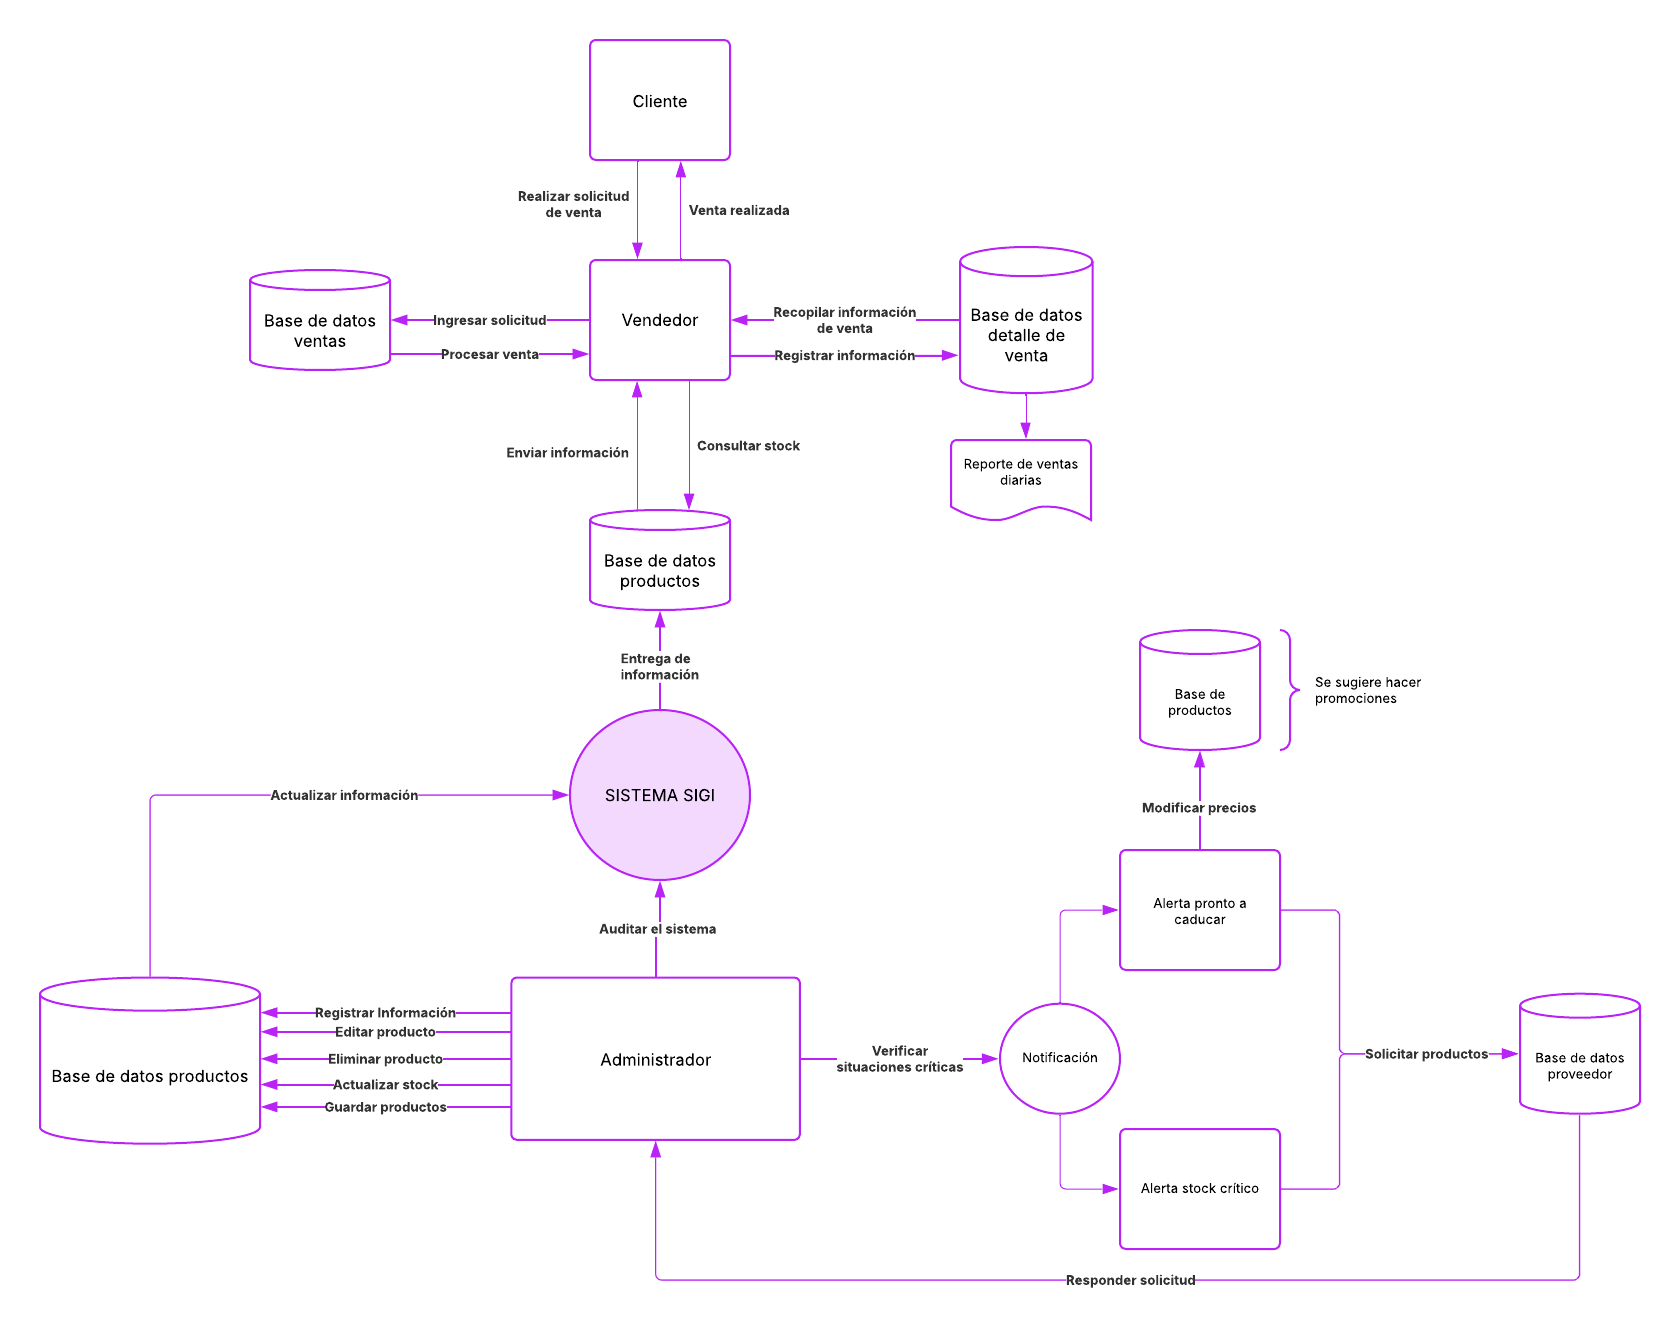 Cliente
Realizar solicitud
de venta
Venta realizada
Base de datos
ventas
Ingresar solicitud
Procesar venta
Vendedor
Recopilar información
de venta
Registrar información
Base de datos
detalle de
venta
Enviar información
Consultar stock
Reporte de ventas
diarias
Base de datos
productos
Entrega de
información
Base de
productos
Se sugiere hacer
promociones
Actualizar información
SISTEMA SIGI
Modificar precios
Auditar el sistema
Alerta pronto a
caducar
Base de datos productos
Registrar Información
Editar producto
Eliminar producto
Actualizar stock
Guardar productos
Administrador
Verificar
situaciones críticas
Notificación
Solicitar productos
Base de datos
proveedor
Alerta stock crítico
Responder solicitud